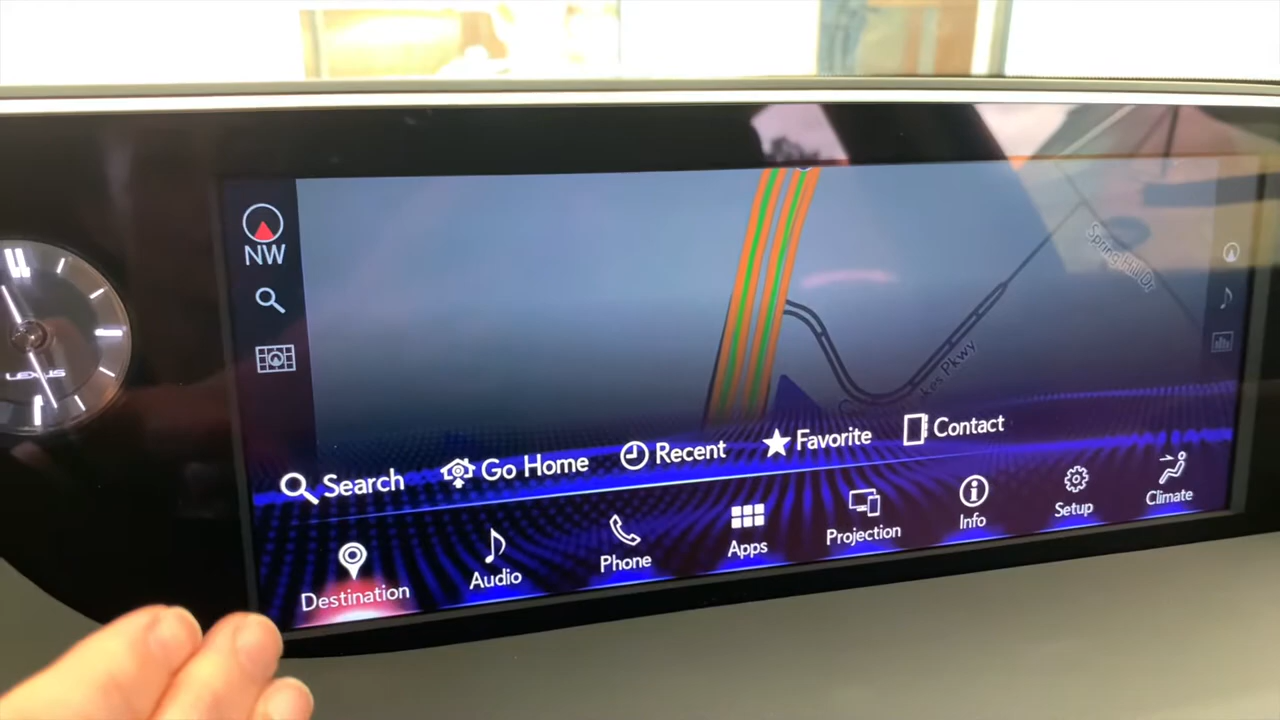 NW
LEXUS
Spring Hill Dr
Pkwy
Search
Go Home
Recent
Favorite
Contact
Destination
Audio
Phone
Apps
Projection
Info
Setup
Climate